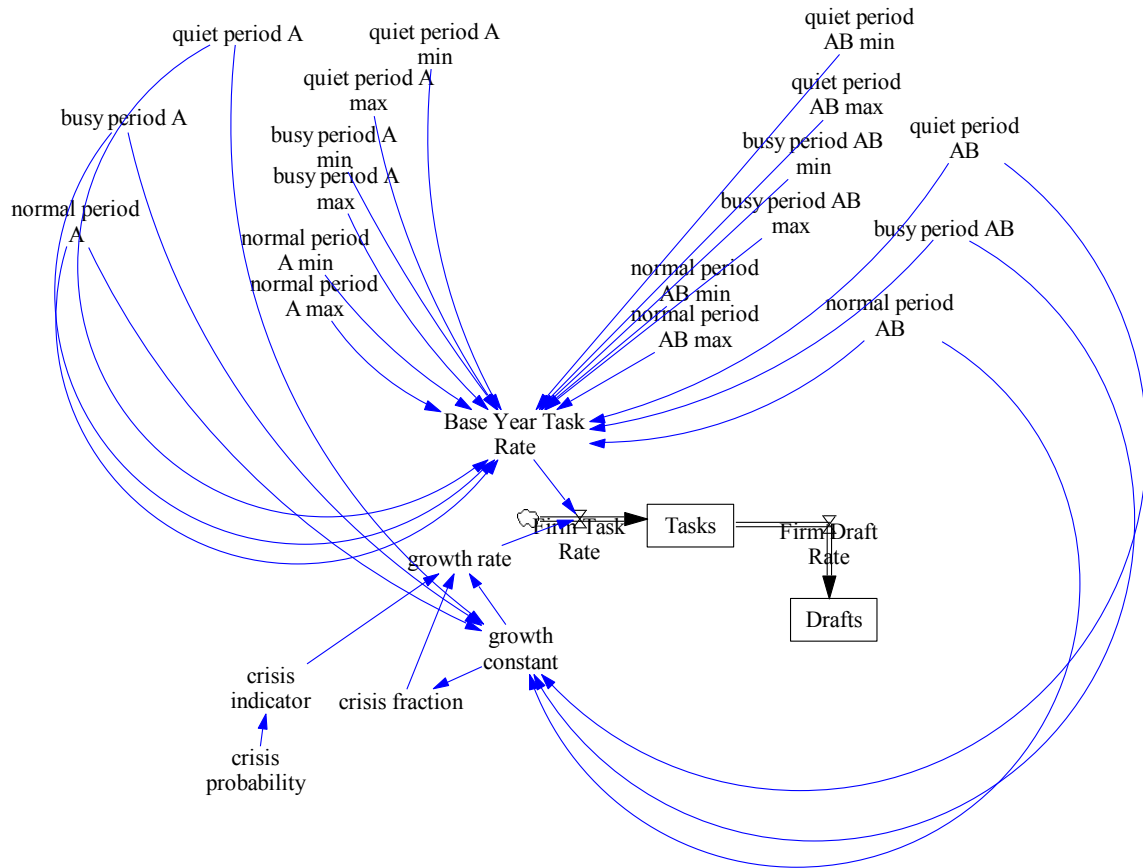 quiet period A
quiet period A
min
quiet period
AB min
quiet period A
max
quiet period
AB max
busy period A
busy period A
min
busy period AB
min
quiet period
AB
busy period A
max
busy period AB
max
normal period
A
busy period AB
normal period
A min
normal period
AB min
normal period
A max
normal period
AB max
normal period
AB
Base Year Task
Rate
Firm Task
Rate
Tasks
Firm Draft
Rate
growth rate
Drafts
growth
constant
crisis
indicator
crisis fraction
crisis
probability